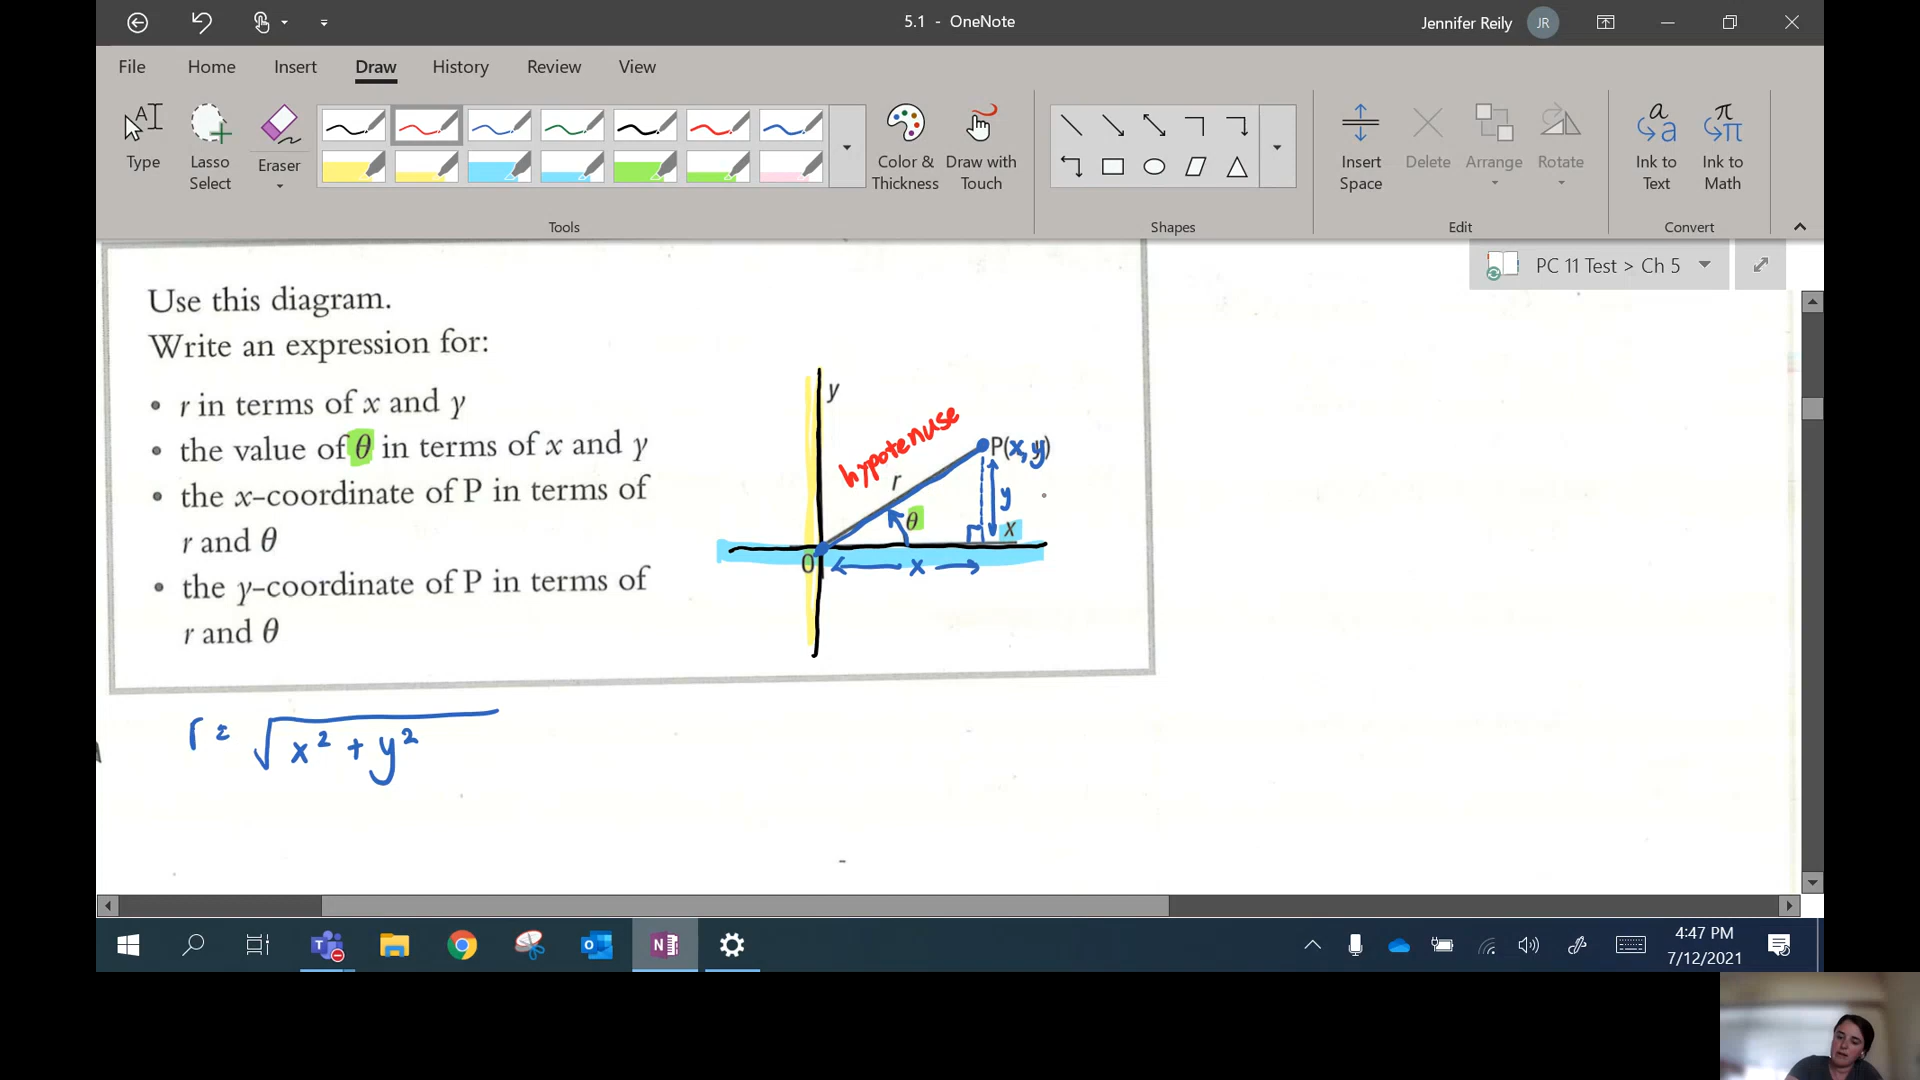 5.1 - OneNote
Jennifer Reily
JR
File Home Insert Draw History Review View
Type
Lasso Select
Eraser
Color & Thickness
Draw with Touch
Insert Space
Delete
Arrange
Rotate
Ink to Text
Ink to Math
Tools
Shapes
Edit
Convert
PC 11 Test > Ch 5
Use this diagram.
Write an expression for:
• r in terms of x and y
• the value of θ in terms of x and y
• the x-coordinate of P in terms of
r and θ
• the y-coordinate of P in terms of
r and θ
y
hypotenuse
P(x, y)
r
y
θ
x
0
x
r = √x² + y²
4:47 PM
7/12/2021